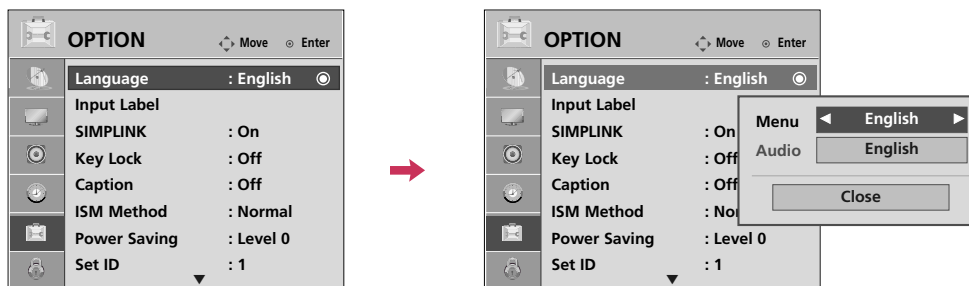 OPTION Move Enter
Language : English
Input Label
SIMPLINK : On
Key Lock : Off
Caption : Off
ISM Method : Normal
Power Saving : Level 0
Set ID : 1
OPTION Move Enter
Language : English
Input Label
SIMPLINK : On
Key Lock : Off
Caption : Off
ISM Method : Nor
Power Saving : Level 0
Set ID : 1
Menu English
Audio English
Close